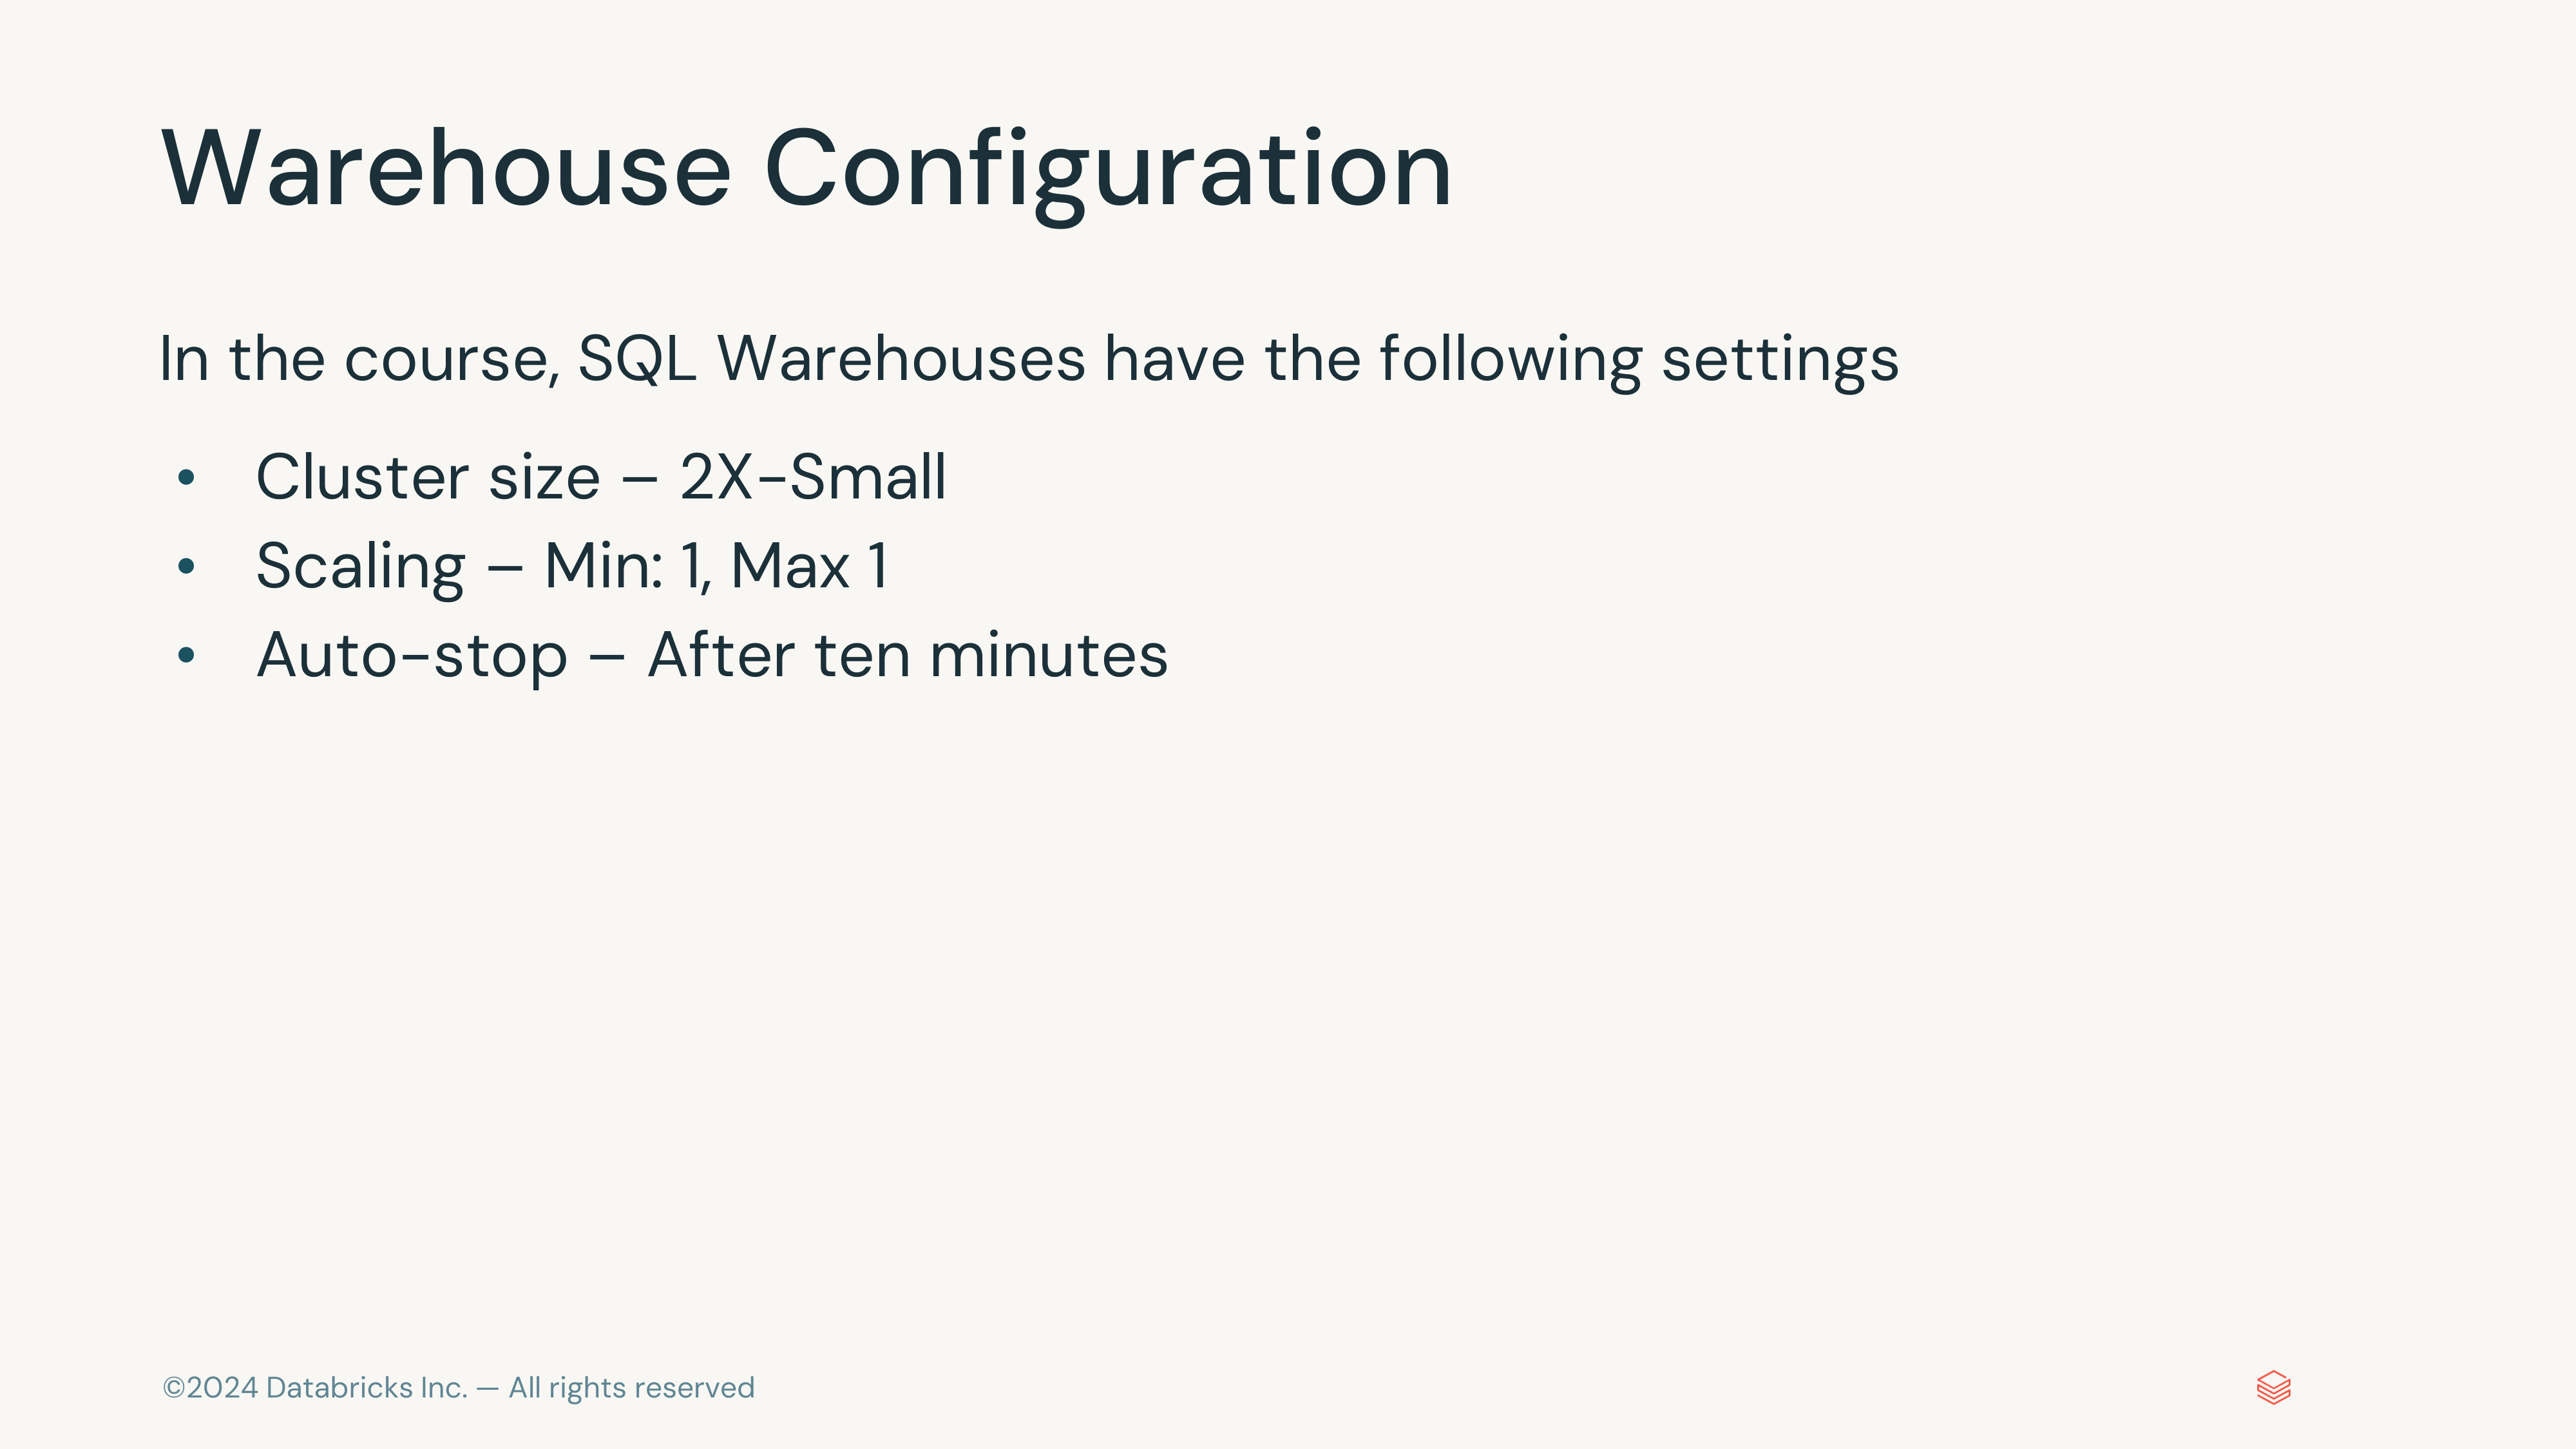 Warehouse Configuration
In the course, SQL Warehouses have the following settings
• Cluster size – 2X-Small
• Scaling – Min: 1, Max 1
• Auto-stop – After ten minutes
©2024 Databricks Inc. — All rights reserved